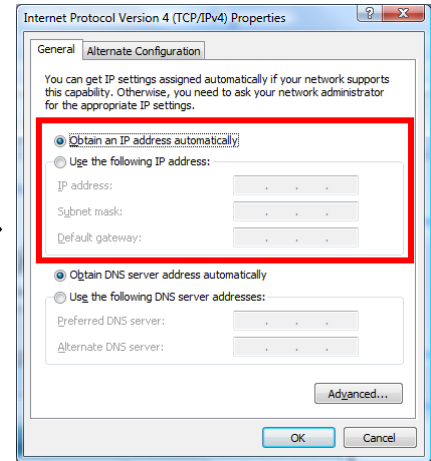 Internet Protocol Version 4 (TCP/IPv4) Properties
General Alternate Configuration
You can get IP settings assigned automatically if your network supports
this capability. Otherwise, you need to ask your network administrator
for the appropriate IP settings.
Obtain an IP address automatically
Use the following IP address:
IP address:
Subnet mask:
Default gateway:
Obtain DNS server address automatically
Use the following DNS server addresses:
Preferred DNS server:
Alternate DNS server:
Advanced...
OK Cancel